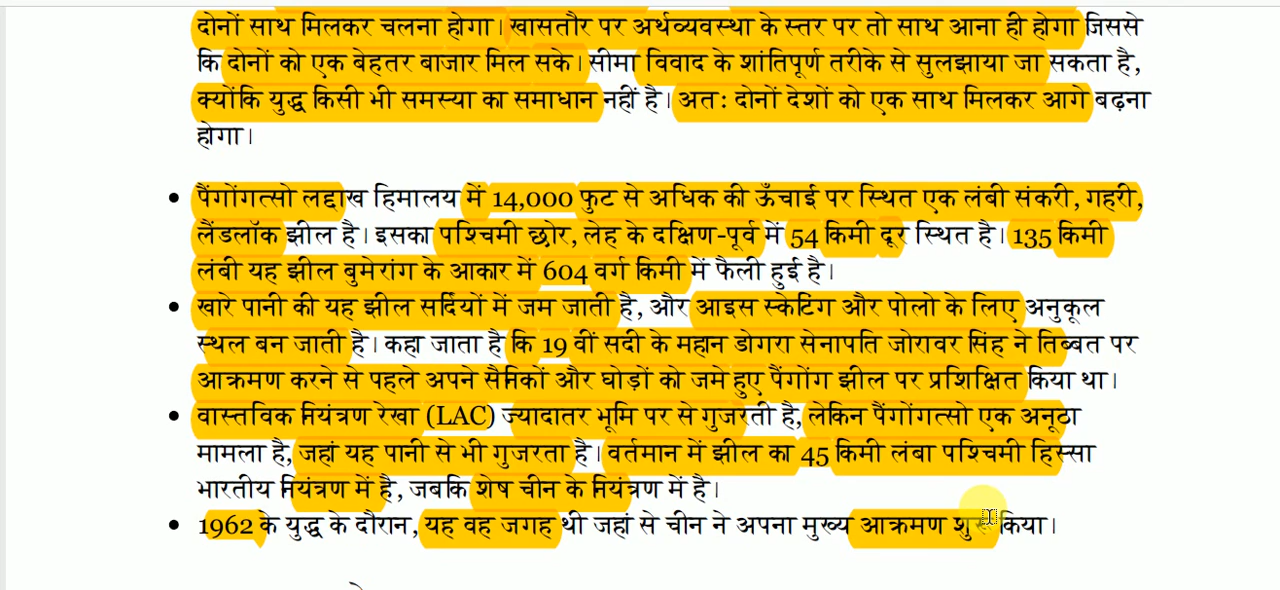 दोनों साथ मिलकर चलना होगा। खासतौर पर अर्थव्यवस्था के स्तर पर तो साथ आना ही होगा जिससे
कि दोनों को एक बेहतर बाजार मिल सके। सीमा विवाद के शांतिपूर्ण तरीके से सुलझाया जा सकता है,
क्योंकि युद्ध किसी भी समस्या का समाधान नहीं है। अत: दोनों देशों को एक साथ मिलकर आगे बढ़ना
होगा।
• पैंगोंगत्सो लद्दाख हिमालय में 14,000 फुट से अधिक की ऊँचाई पर स्थित एक लंबी संकरी, गहरी,
लैंडलॉक झील है। इसका पश्चिमी छोर, लेह के दक्षिण-पूर्व में 54 किमी दूर स्थित है। 135 किमी
लंबी यह झील बुमेरांग के आकार में 604 वर्ग किमी में फैली हुई है।
• खारे पानी की यह झील सर्दियों में जम जाती है, और आइस स्केटिंग और पोलो के लिए अनुकूल
स्थल बन जाती है। कहा जाता है कि 19 वीं सदी के महान डोगरा सेनापति जोरावर सिंह ने तिब्बत पर
आक्रमण करने से पहले अपने सैनिकों और घोड़ों को जमे हुए पैंगोंग झील पर प्रशिक्षित किया था।
• वास्तविक नियंत्रण रेखा (LAC) ज्यादातर भूमि पर से गुजरती है, लेकिन पैंगोंगत्सो एक अनूठा
मामला है, जहां यह पानी से भी गुजरता है। वर्तमान में झील का 45 किमी लंबा पश्चिमी हिस्सा
भारतीय नियंत्रण में है, जबकि शेष चीन के नियंत्रण में है।
• 1962 के युद्ध के दौरान, यह वह जगह थी जहां से चीन ने अपना मुख्य आक्रमण शुरू किया।